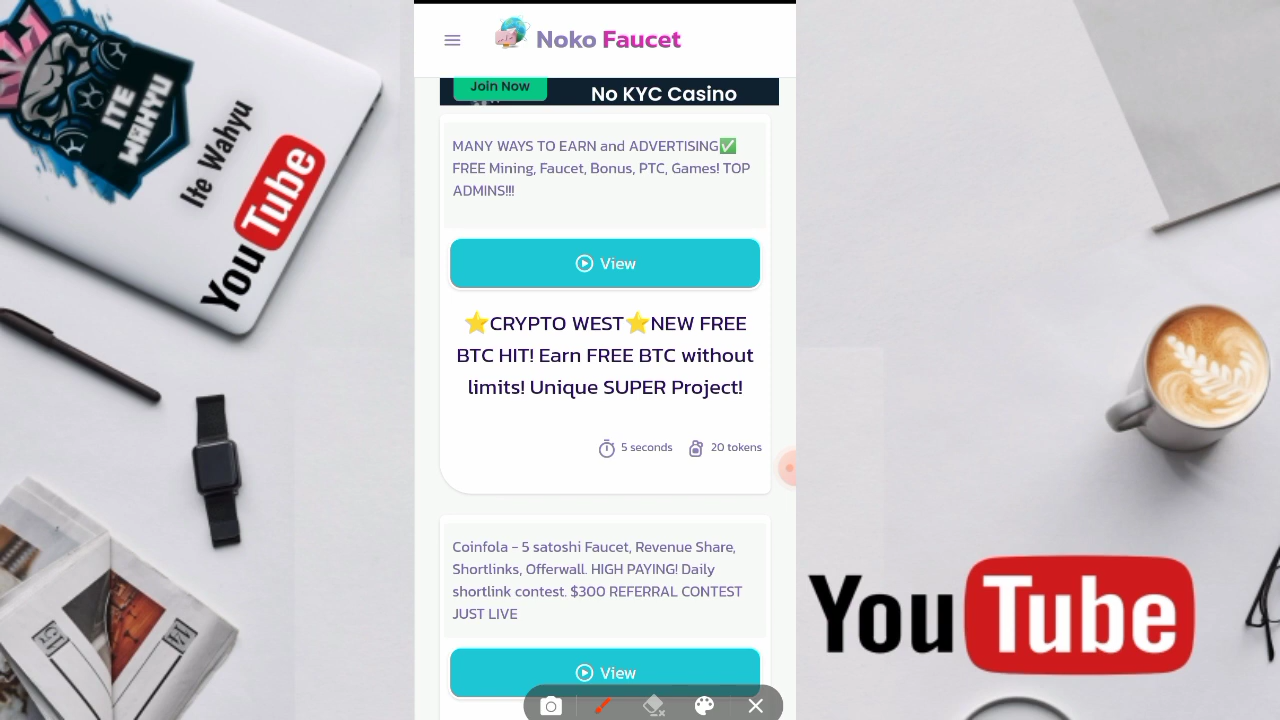 ITE
WAHYU
Ite Wahyu
YouTube
Noko Faucet
Join Now
No KYC Casino
MANY WAYS TO EARN and ADVERTISING✅
FREE Mining, Faucet, Bonus, PTC, Games! TOP
ADMINS!!!
View
⭐CRYPTO WEST⭐NEW FREE
BTC HIT! Earn FREE BTC without
limits! Unique SUPER Project!
5 seconds
20 tokens
Coinfola - 5 satoshi Faucet, Revenue Share,
Shortlinks, Offerwall. HIGH PAYING! Daily
shortlink contest. $300 REFERRAL CONTEST
JUST LIVE
View
YouTube